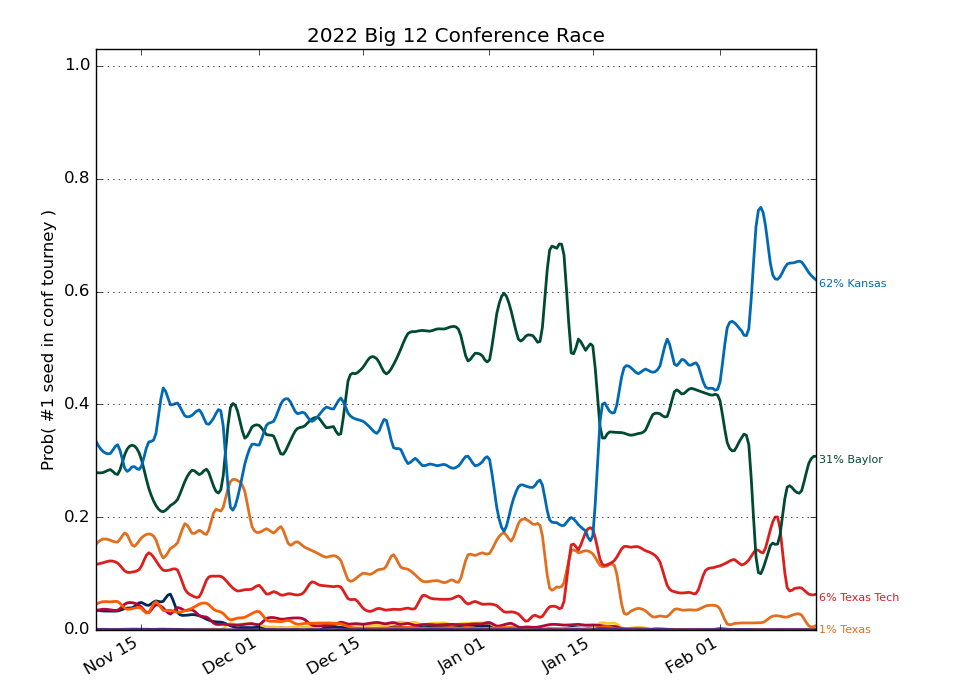 2022 Big 12 Conference Race
Prob( #1 seed in conf tourney )
1.0
0.8
0.6
0.4
0.2
0.0
Nov 15
Dec 01
Dec 15
Jan 01
Jan 15
Feb 01
62% Kansas
31% Baylor
6% Texas Tech
1% Texas